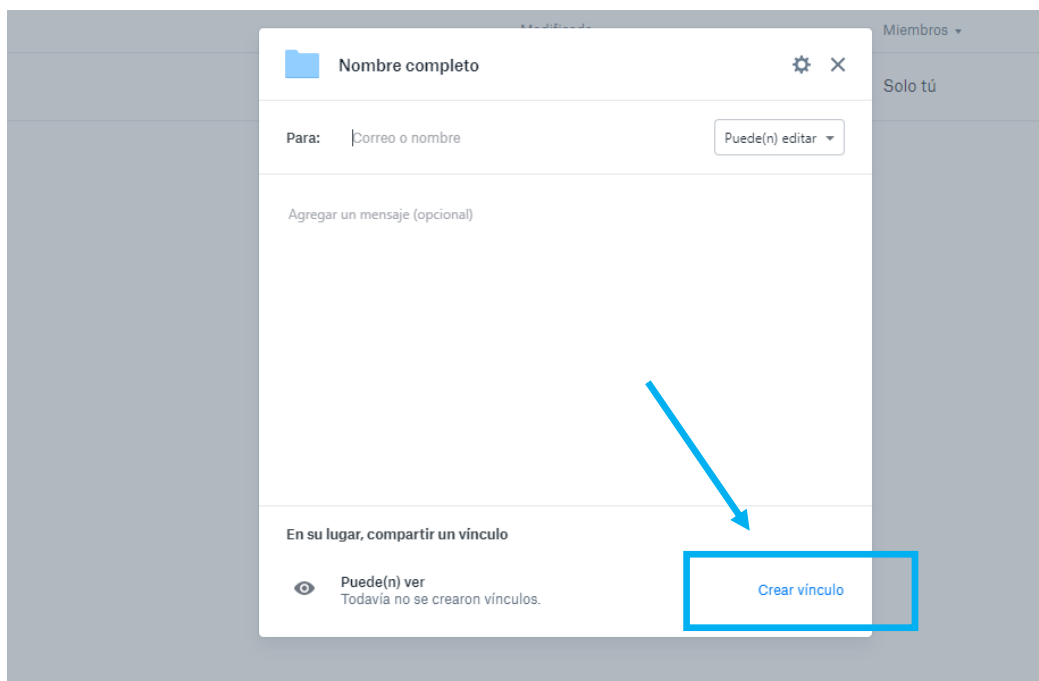 Modificado
Miembros
Nombre completo
Solo tú
Para: Correo o nombre Puede(n) editar
Agregar un mensaje (opcional)
En su lugar, compartir un vínculo
Puede(n) ver
Todavía no se crearon vínculos.
Crear vínculo